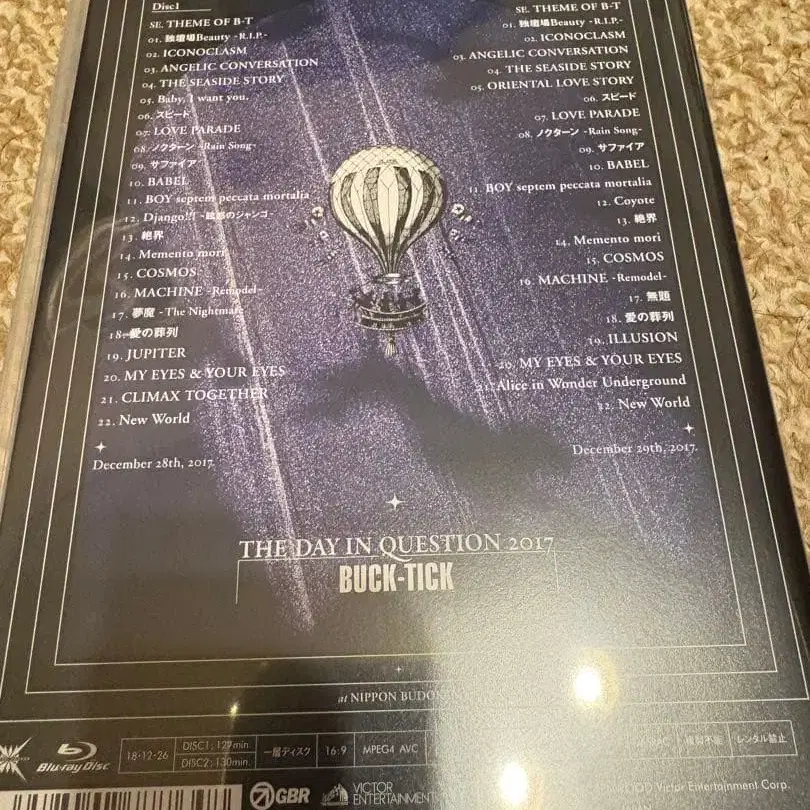 Disc1
SE. THEME OF B-T
01. 独壇場Beauty -R.I.P.-
02. ICONOCLASM
03. ANGELIC CONVERSATION
04. THE SEASIDE STORY
05. Baby, I want you.
06. スピード
07. LOVE PARADE
08. ノクターン -Rain Song-
09. サファイア
10. BABEL
11. BOY septem peccata mortalia
12. Django!!! -眩惑のジャンゴ-
13. 絶界
14. Memento mori
15. COSMOS
16. MACHINE -Remodel-
17. 夢魔 -The Nightmare
18. 愛の葬列
19. JUPITER
20. MY EYES & YOUR EYES
21. CLIMAX TOGETHER
22. New World
December 28th, 2017.
SE. THEME OF B-T
01. 独壇場Beauty -R.I.P.-
02. ICONOCLASM
03. ANGELIC CONVERSATION
04. THE SEASIDE STORY
05. ORIENTAL LOVE STORY
06. スピード
07. LOVE PARADE
08. ノクターン -Rain Song-
09. サファイア
10. BABEL
11. BOY septem peccata mortalia
12. Coyote
13. 絶界
14. Memento mori
15. COSMOS
16. MACHINE -Remodel-
17. 無題
18. 愛の葬列
19. ILLUSION
20. MY EYES & YOUR EYES
21. Alice in Wonder Underground
22. New World
December 29th, 2017.
THE DAY IN QUESTION 2017
BUCK-TICK
at NIPPON
Blu-ray Disc
18-12-26
DISC1:127min.
DISC2:130min.
一層ディスク
16:9
MPEG4 AVC
複製不能
レンタル禁止
GBR
VICTOR
ENTERTAINMENT
Victor Entertainment Corp.